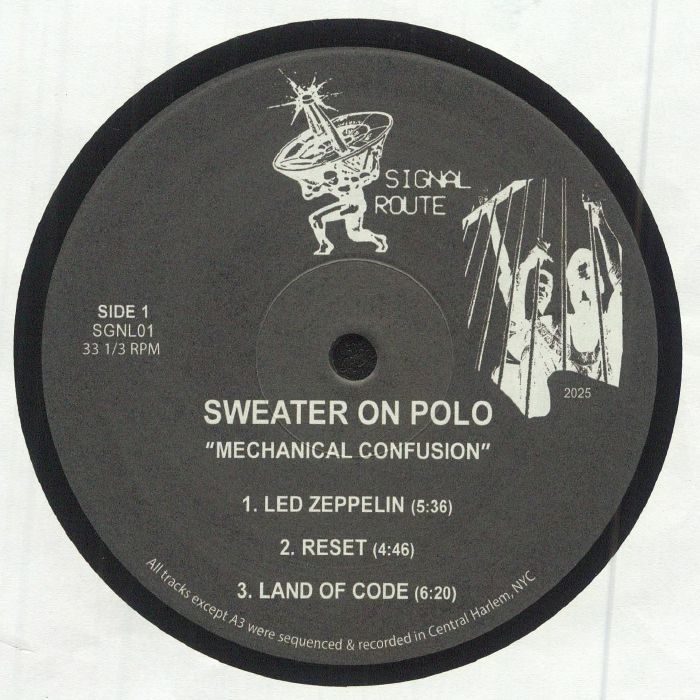 SIGNAL
ROUTE
SIDE 1
SGNL01
33 1/3 RPM
2025
SWEATER ON POLO
“MECHANICAL CONFUSION”
1. LED ZEPPELIN (5:36)
2. RESET (4:46)
3. LAND OF CODE (6:20)
All tracks except A3 were sequenced & recorded in Central Harlem, NYC